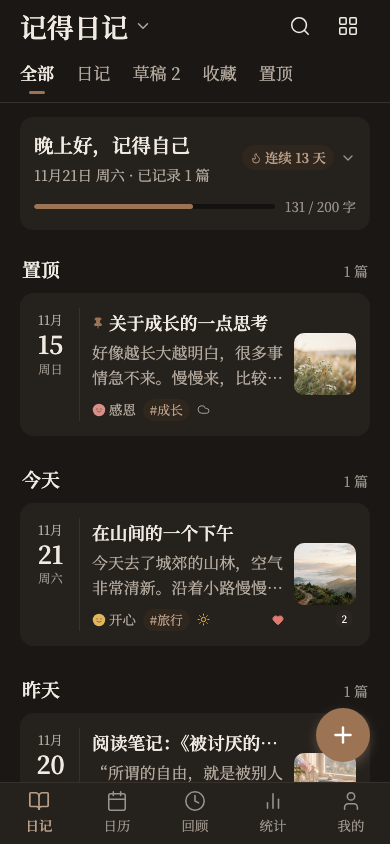 记得日记
全部 日记 草稿 2 收藏 置顶
晚上好，记得自己
连续 13 天
11月21日 周六 · 已记录 1 篇
131 / 200 字
置顶 1 篇
11月
15
周日
关于成长的一点思考
好像越长大越明白，很多事
情急不来。慢慢来，比较…
感恩 #成长
今天 1 篇
11月
21
周六
在山间的一个下午
今天去了城郊的山林，空气
非常清新。沿着小路慢慢…
开心 #旅行 2
昨天 1 篇
11月
20
阅读笔记：《被讨厌的…
“所谓的自由，就是被别人
日记 日历 回顾 统计 我的